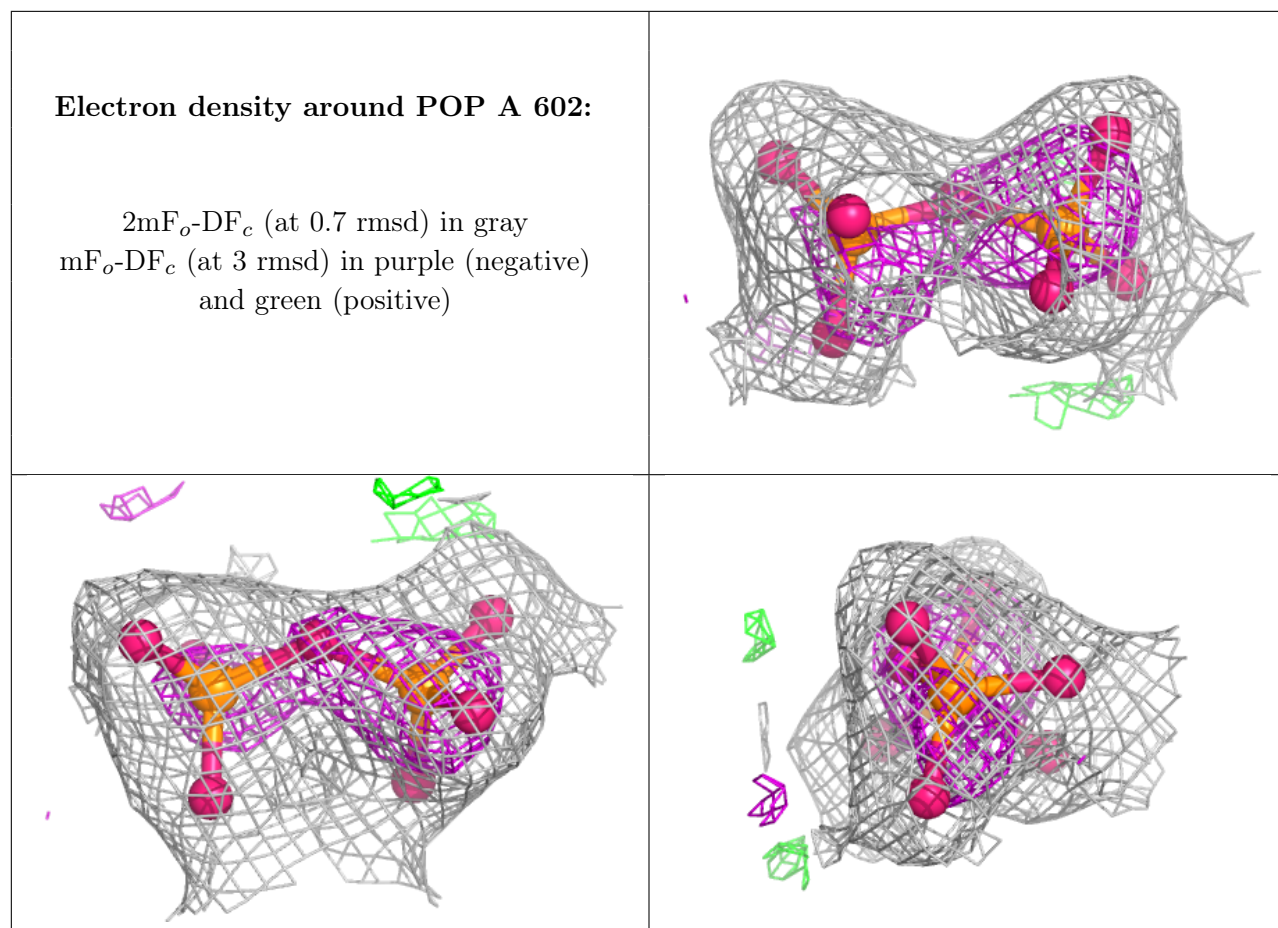 Electron density around POP A 602:
2mFo-DFc (at 0.7 rmsd) in gray
mFo-DFc (at 3 rmsd) in purple (negative)
and green (positive)